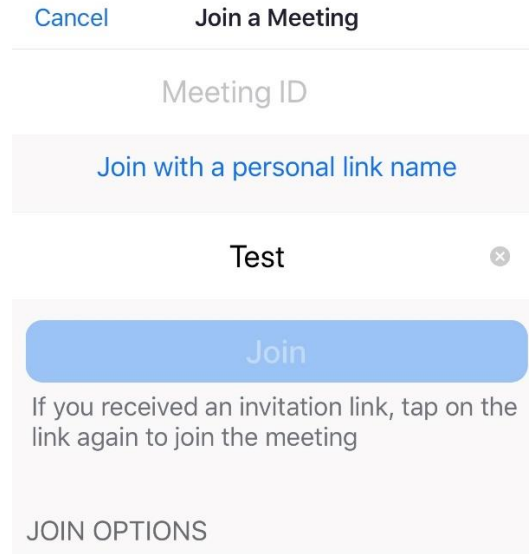 Cancel Join a Meeting
Meeting ID
Join with a personal link name
Test
Join
If you received an invitation link, tap on the
link again to join the meeting
JOIN OPTIONS